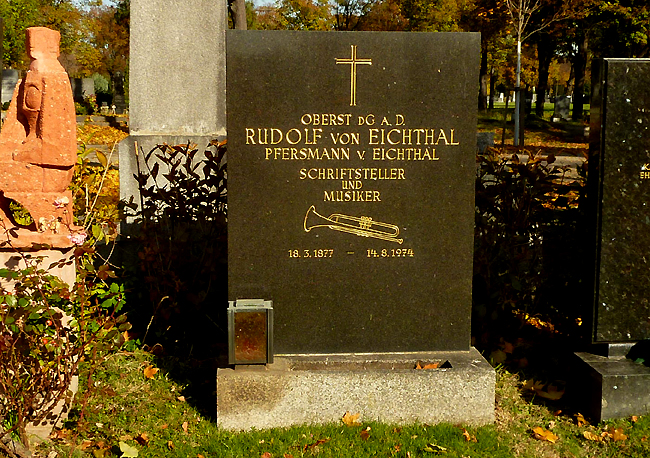 OBERST DG A.D.
RUDOLF VON EICHTHAL
PFERSMANN V. EICHTHAL
SCHRIFTSTELLER
UND
MUSIKER
18.3.1877 – 14.8.1974